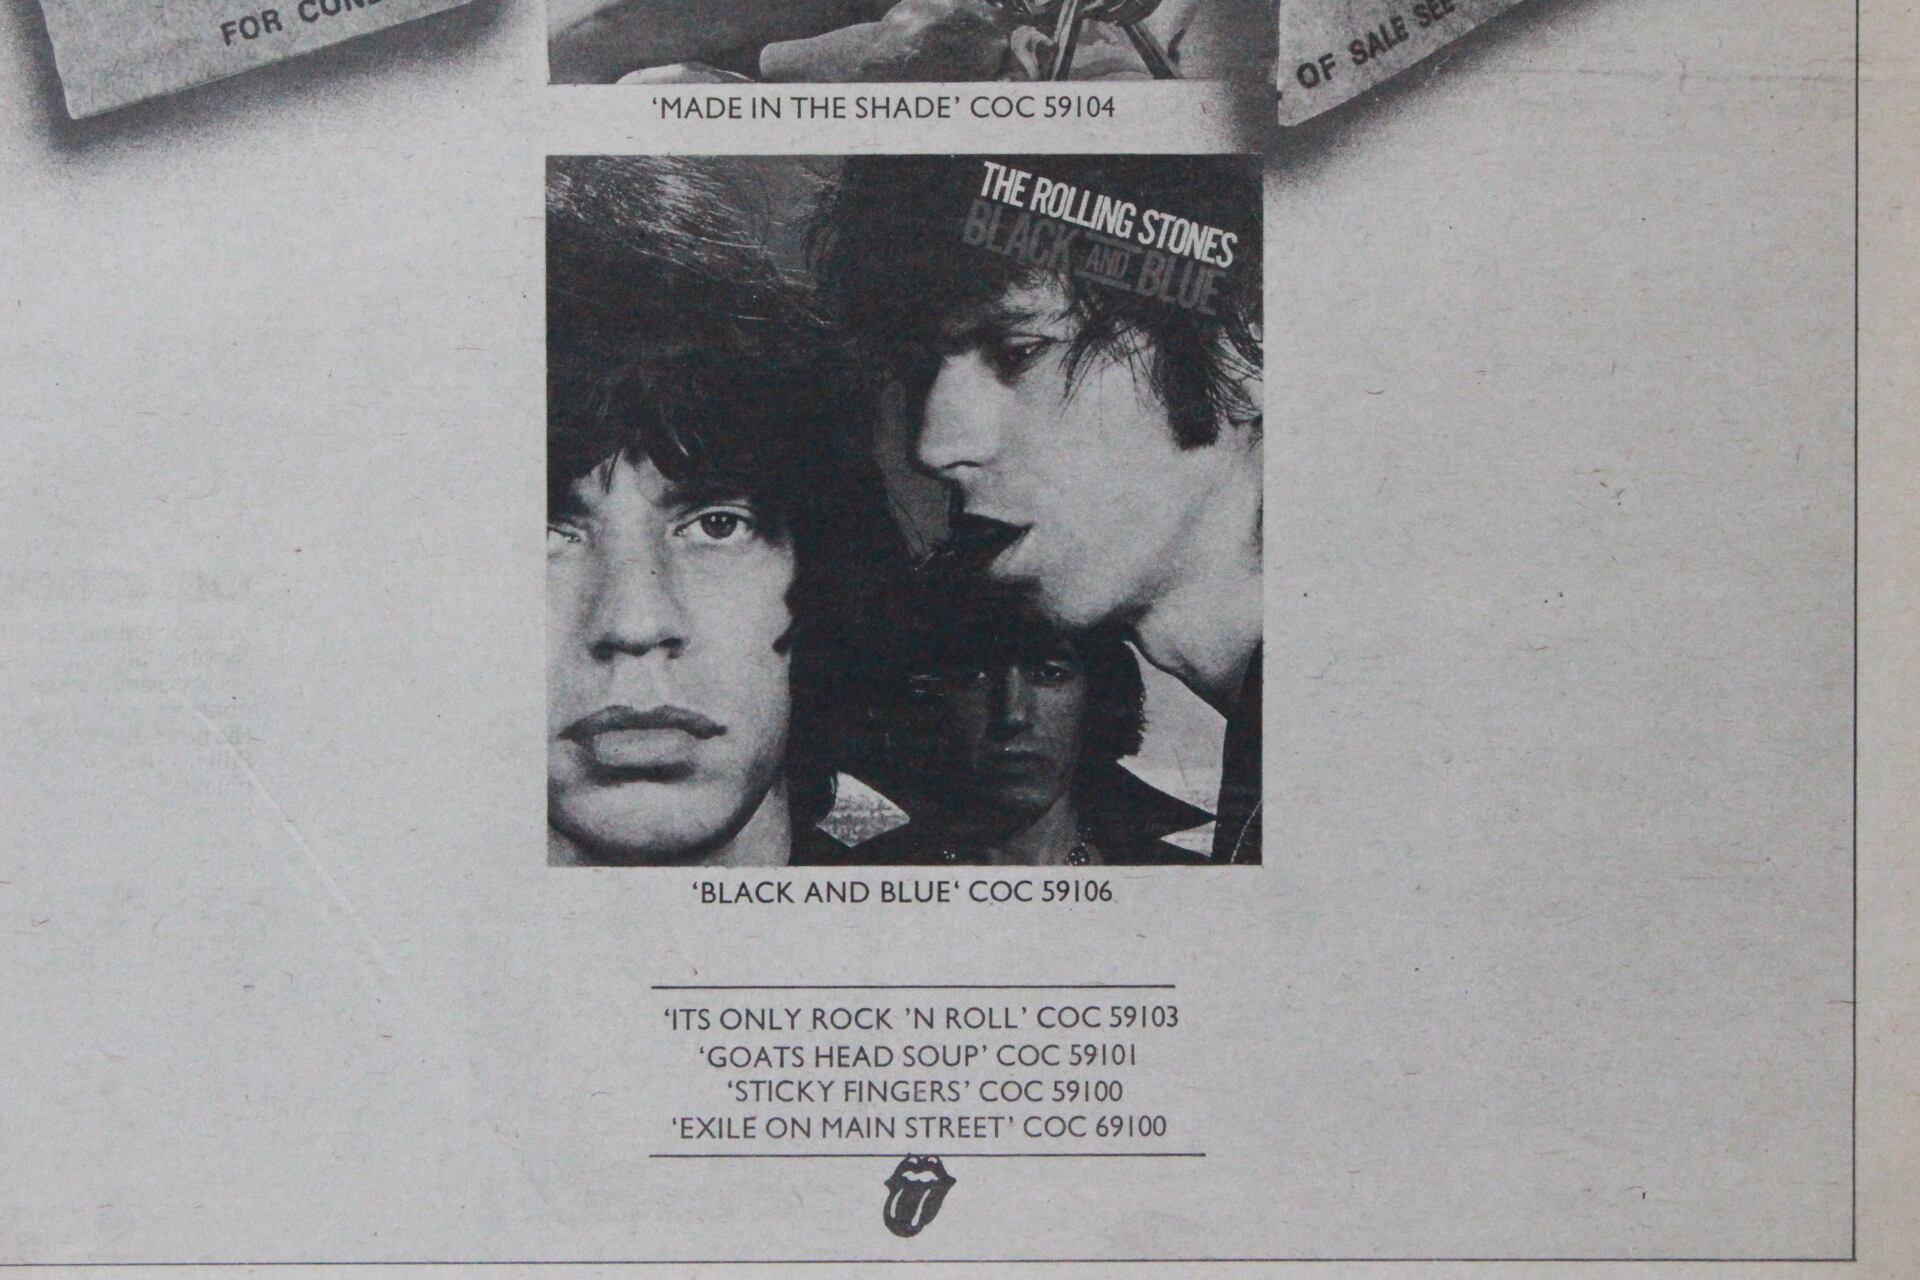 FOR
OF SALE SEE
‘MADE IN THE SHADE’ COC 59104
THE ROLLING STONES
BLACK AND BLUE
‘BLACK AND BLUE‘ COC 59106
‘ITS ONLY ROCK ’N ROLL’ COC 59103
‘GOATS HEAD SOUP’ COC 59101
‘STICKY FINGERS’ COC 59100
‘EXILE ON MAIN STREET’ COC 69100